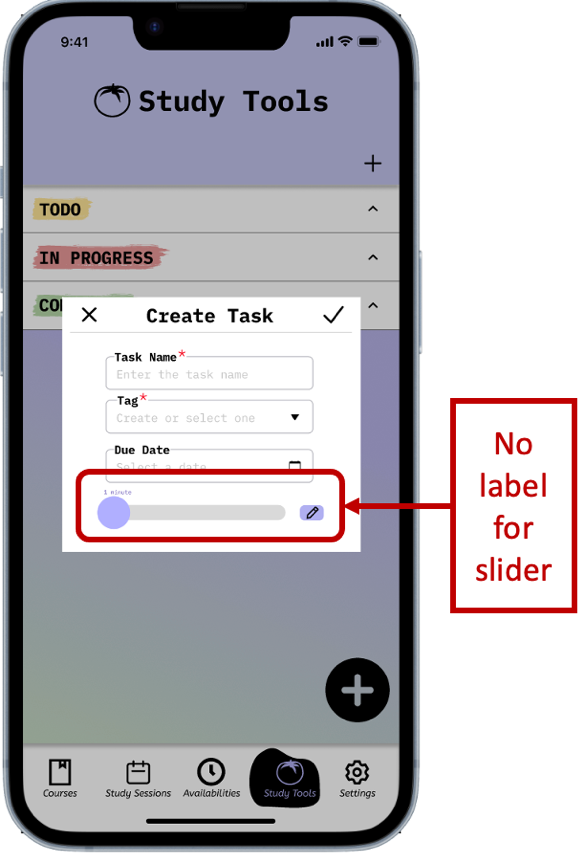 9:41
Study Tools
TODO
IN PROGRESS
CO
Create Task
Task Name*
Enter the task name
Tag*
Create or select one
Due Date
Select a date
1 minute
No
label
for
slider
Courses
Study Sessions
Availabilities
Study Tools
Settings